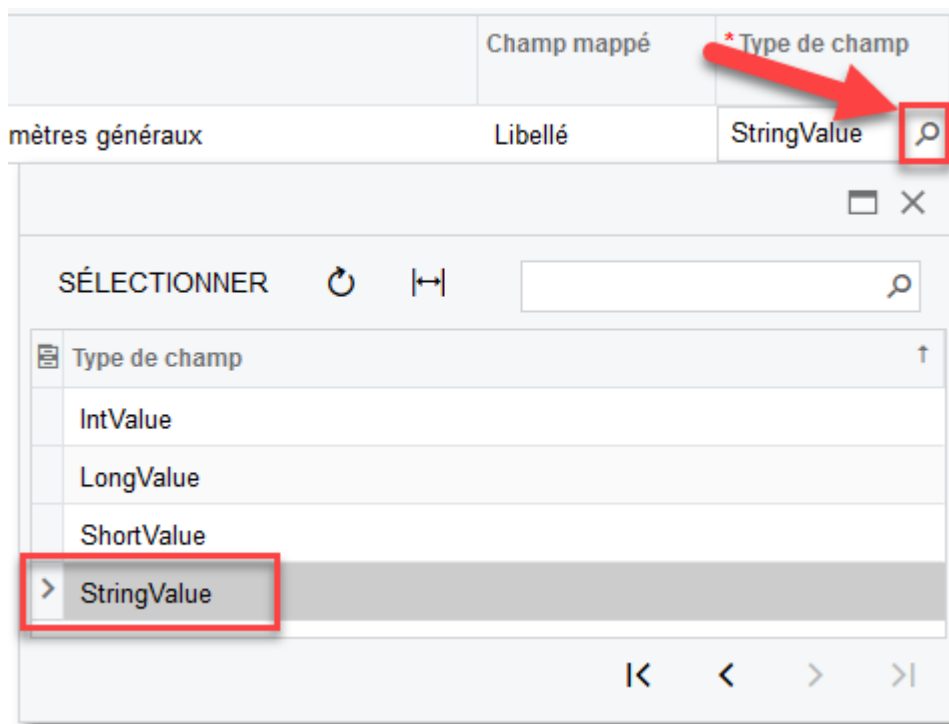 Champ mappé
* Type de champ
mètres généraux
Libellé
StringValue
SÉLECTIONNER
Type de champ
IntValue
LongValue
ShortValue
StringValue